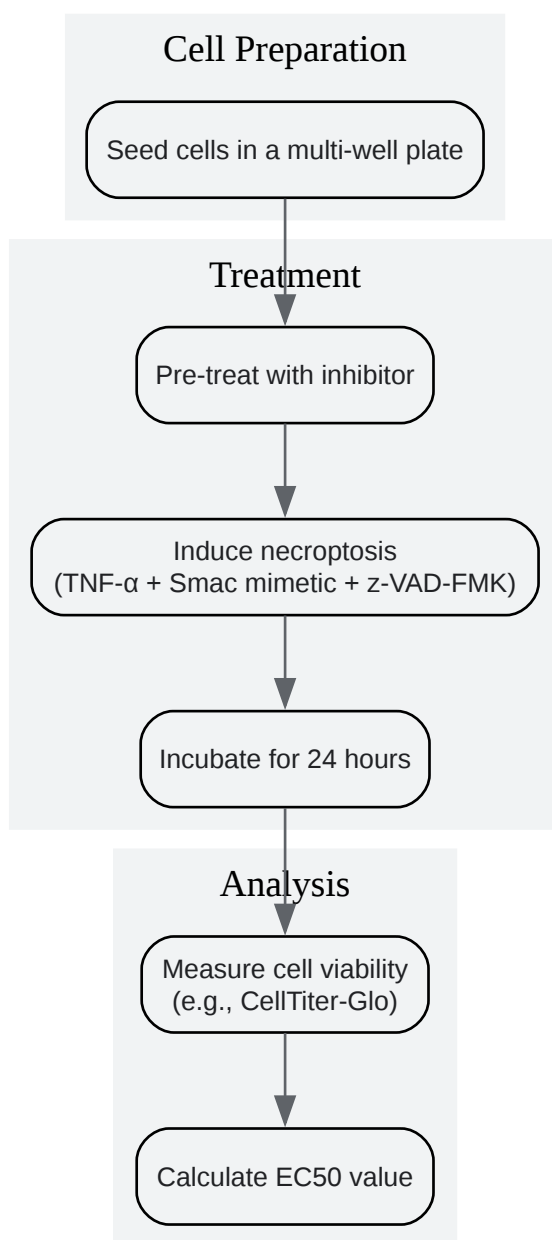 Cell Preparation
Seed cells in a multi-well plate
Treatment
Pre-treat with inhibitor
Induce necroptosis
(TNF-α + Smac mimetic + z-VAD-FMK)
Incubate for 24 hours
Analysis
Measure cell viability
(e.g., CellTiter-Glo)
Calculate EC50 value